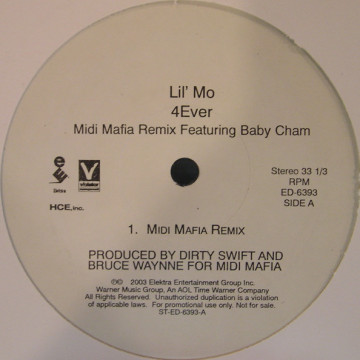 Lil' Mo
4Ever
Midi Mafia Remix Featuring Baby Cham
Elektra
V
violator
HCE, inc.
Stereo 33 1/3
RPM
ED-6393
SIDE A
1. MIDI MAFIA REMIX
PRODUCED BY DIRTY SWIFT AND
BRUCE WAYNNE FOR MIDI MAFIA
℗© 2003 Elektra Entertainment Group Inc.
Warner Music Group, An AOL Time Warner Company
All Rights Reserved. Unauthorized duplication is a violation
of applicable laws. For promotional use only. Not for sale.
ST-ED-6393-A